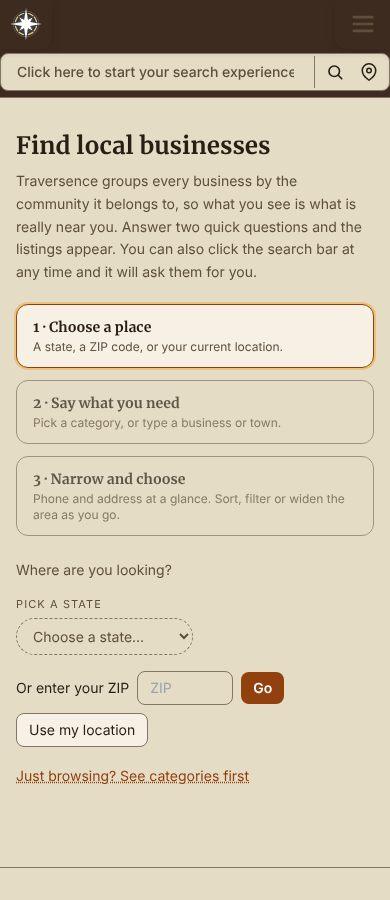 Click here to start your search experience
Find local businesses
Traversence groups every business by the
community it belongs to, so what you see is what is
really near you. Answer two quick questions and the
listings appear. You can also click the search bar at
any time and it will ask them for you.
1 · Choose a place
A state, a ZIP code, or your current location.
2 · Say what you need
Pick a category, or type a business or town.
3 · Narrow and choose
Phone and address at a glance. Sort, filter or widen the
area as you go.
Where are you looking?
PICK A STATE
Choose a state...
Or enter your ZIP ZIP Go
Use my location
Just browsing? See categories first